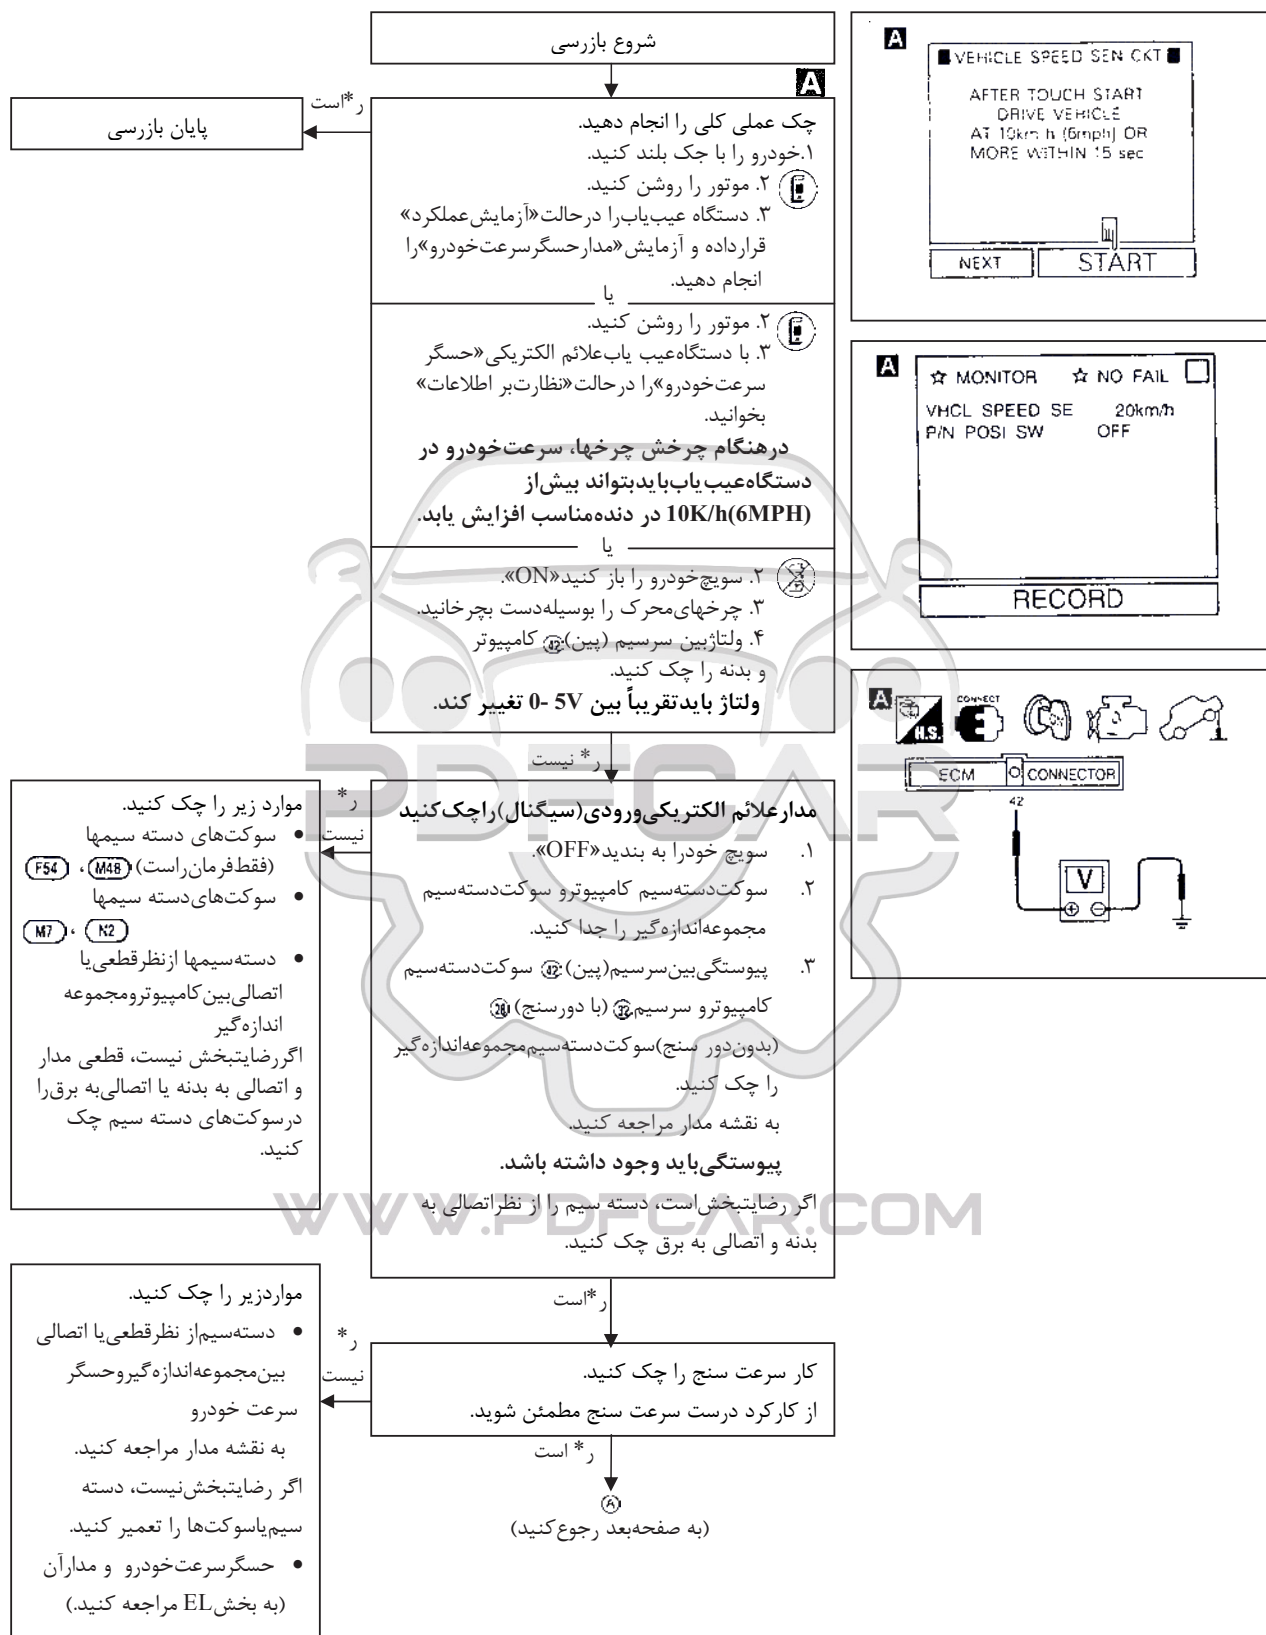 شروع بازرسی
A
چک عملی کلی را انجام دهید.
۱.خودرو را با جک بلند کنید.
۲. موتور را روشن کنید.
۳. دستگاه عیب‌یاب‌را درحالت«آزمایش‌عملکرد»
قرارداده و آزمایش«مدارحسگرسرعت‌خودرو»را
انجام دهید.
یا
۲. موتور را روشن کنید.
۳. با دستگاه‌عیب یاب‌علائم الکتریکی«حسگر
سرعت‌خودرو»را درحالت«نظارت‌بر اطلاعات»
بخوانید.
درهنگام چرخش چرخها، سرعت‌خودرو در
دستگاه‌عیب‌یاب‌بایدبتواند بیش‌از
10K/h(6MPH) در دنده‌مناسب افزایش یابد.
یا
۲. سویچ‌خودرو را باز کنید«ON».
۳. چرخهای‌محرک را بوسیله‌دست بچرخانید.
۴. ولتاژبین سرسیم (پین) 42 کامپیوتر
و بدنه را چک کنید.
ولتاژ بایدتقریباً بین 0- 5V تغییر کند.
ر*است
پایان بازرسی
ر* نیست
مدارعلائم الکتریکی‌ورودی(سیگنال)راچک‌کنید
۱. سویچ خودرا به بندید«OFF».
۲. سوکت‌دسته‌سیم کامپیوترو سوکت‌دسته‌سیم
مجموعه‌اندازه‌گیر را جدا کنید.
۳. پیوستگی‌بین‌سرسیم(پین) 42 سوکت‌دسته‌سیم
کامپیوترو سرسیم 32 (با دورسنج) 28
(بدون‌دور سنج)سوکت‌دسته‌سیم‌مجموعه‌اندازه‌گیر
را چک کنید.
به نقشه مدار مراجعه کنید.
پیوستگی‌باید وجود داشته باشد.
اگر رضایتبخش‌است، دسته سیم را از نظراتصالی به
بدنه و اتصالی به برق چک کنید.
ر*
نیست
موارد زیر را چک کنید.
• سوکت‌های دسته سیمها
(فقط‌فرمان‌راست) M48 ، F54
• سوکت‌های‌دسته سیمها
N2 ، M7
• دسته‌سیمها ازنظرقطعی‌یا
اتصالی‌بین‌کامپیوترومجموعه
اندازه‌گیر
اگررضایتبخش نیست، قطعی مدار
و اتصالی به بدنه یا اتصالی‌به برق‌را
درسوکت‌های دسته سیم چک
کنید.
ر*است
کار سرعت سنج را چک کنید.
از کارکرد درست سرعت سنج مطمئن شوید.
ر*
نیست
مواردزیر را چک کنید.
• دسته‌سیم‌از نظرقطعی‌یا اتصالی
بین‌مجموعه‌اندازه‌گیروحسگر
سرعت خودرو
به نقشه مدار مراجعه کنید.
اگر رضایتبخش‌نیست، دسته
سیم‌یاسوکت‌ها را تعمیر کنید.
• حسگرسرعت‌خودرو و مدارآن
(به بخش‌EL مراجعه کنید.)
ر* است
A
(به صفحه‌بعد رجوع‌کنید)
A
VEHICLE SPEED SEN CKT
AFTER TOUCH START
DRIVE VEHICLE
AT 10km h (6mph) OR
MORE WITHIN 15 sec
NEXT START
A
☆ MONITOR ☆ NO FAIL
VHCL SPEED SE 20km/h
P/N POSI SW OFF
RECORD
A
H.S. CONNECT ON
ECM O CONNECTOR
42
V
+ -
PDFCAR
WWW.PDFCAR.COM